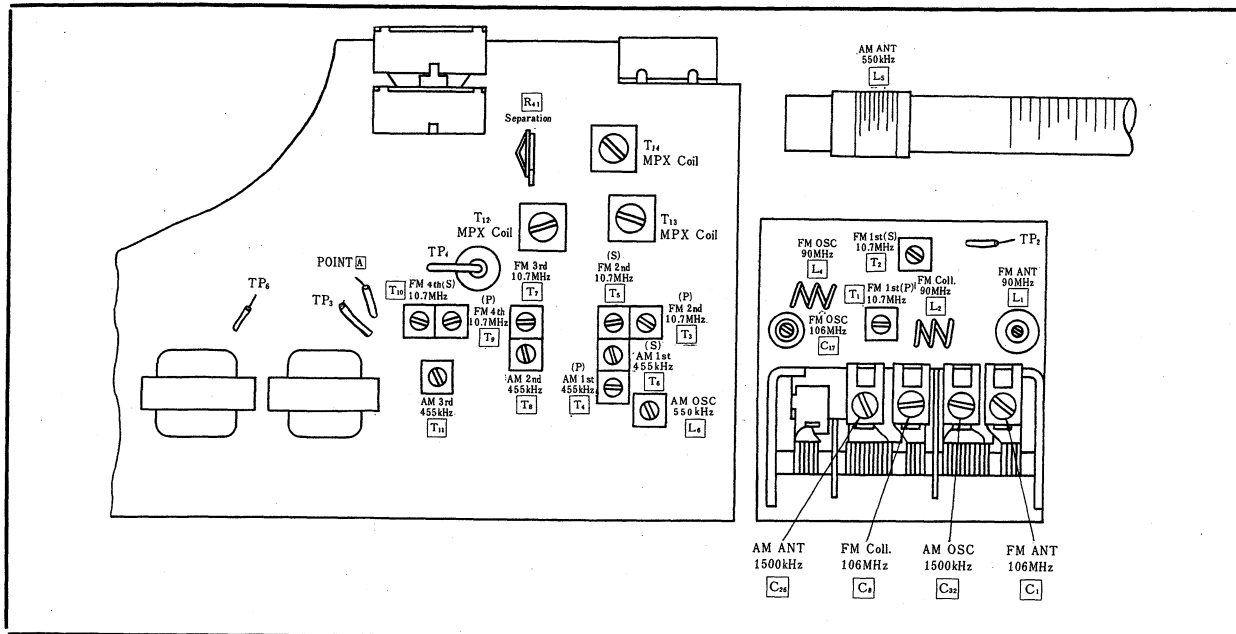 AM ANT
550kHz
L₅
R₄₁
Separation
T₁₄
MPX Coil
T₁₂
MPX Coil
T₁₃
MPX Coil
TP₄
POINT A
TP₆
TP₃
T₁₀
FM 4th(S)
10.7MHz
(P)
FM 4th
10.7MHz
T₉
FM 3rd
10.7MHz
T₇
(S)
FM 2nd
10.7MHz
T₅
(P)
FM 2nd
10.7MHz
T₃
(S)
AM 1st
455kHz
T₆
(P)
AM 1st
455kHz
T₄
AM 2nd
455kHz
T₈
AM 3rd
455kHz
T₁₁
AM OSC
550kHz
L₆
FM OSC
90MHz
L₄
FM 1st(S)
10.7MHz
T₂
TP₂
T₁
FM 1st(P)
10.7MHz
FM Coll.
90MHz
L₂
FM ANT
90MHz
L₁
FM OSC
106MHz
C₁₇
AM ANT
1500kHz
C₂₆
FM Coll.
106MHz
C₈
AM OSC
1500kHz
C₃₂
FM ANT
106MHz
C₁